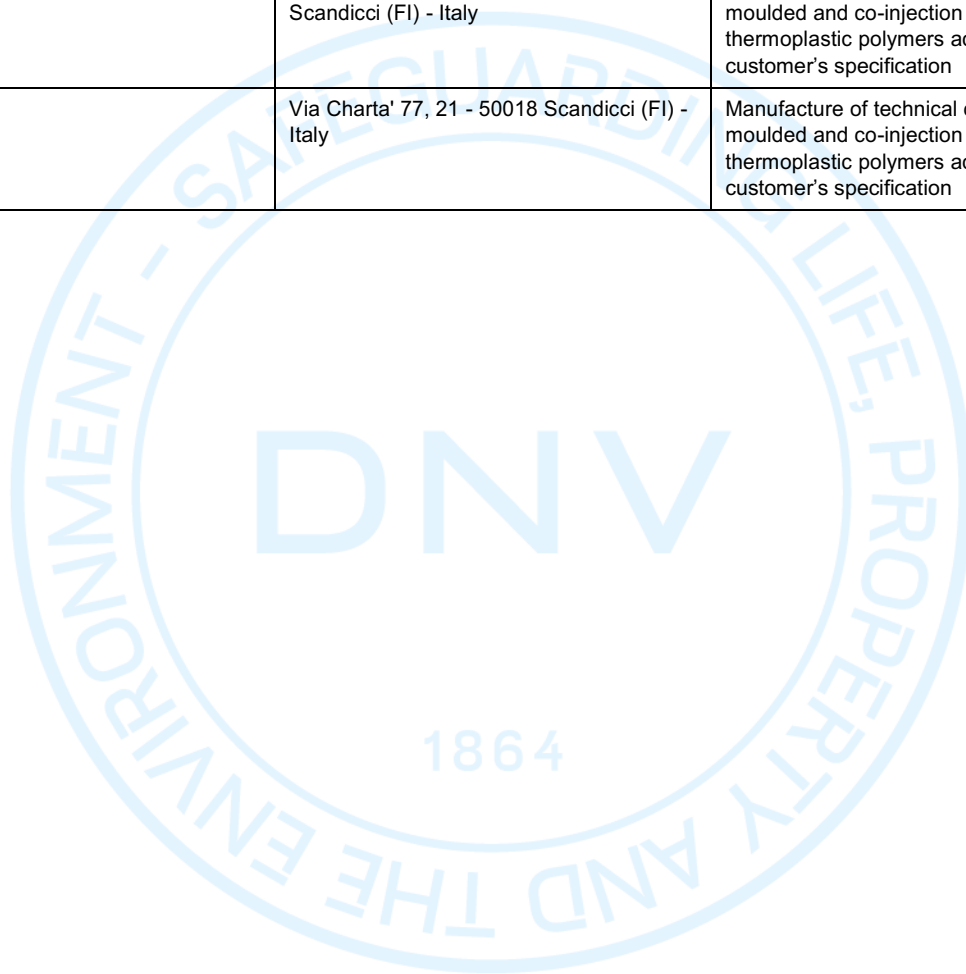 Scandicci (FI) - Italy
moulded and co-injection
thermoplastic polymers
customer's specification
Via Charta' 77, 21 - 50018 Scandicci (FI) -
Italy
Manufacture of technical
moulded and co-injection
thermoplastic polymers
customer's specification
SAFEGUARDING LIFE, PROPERTY AND THE ENVIRONMENT -
DNV
1864